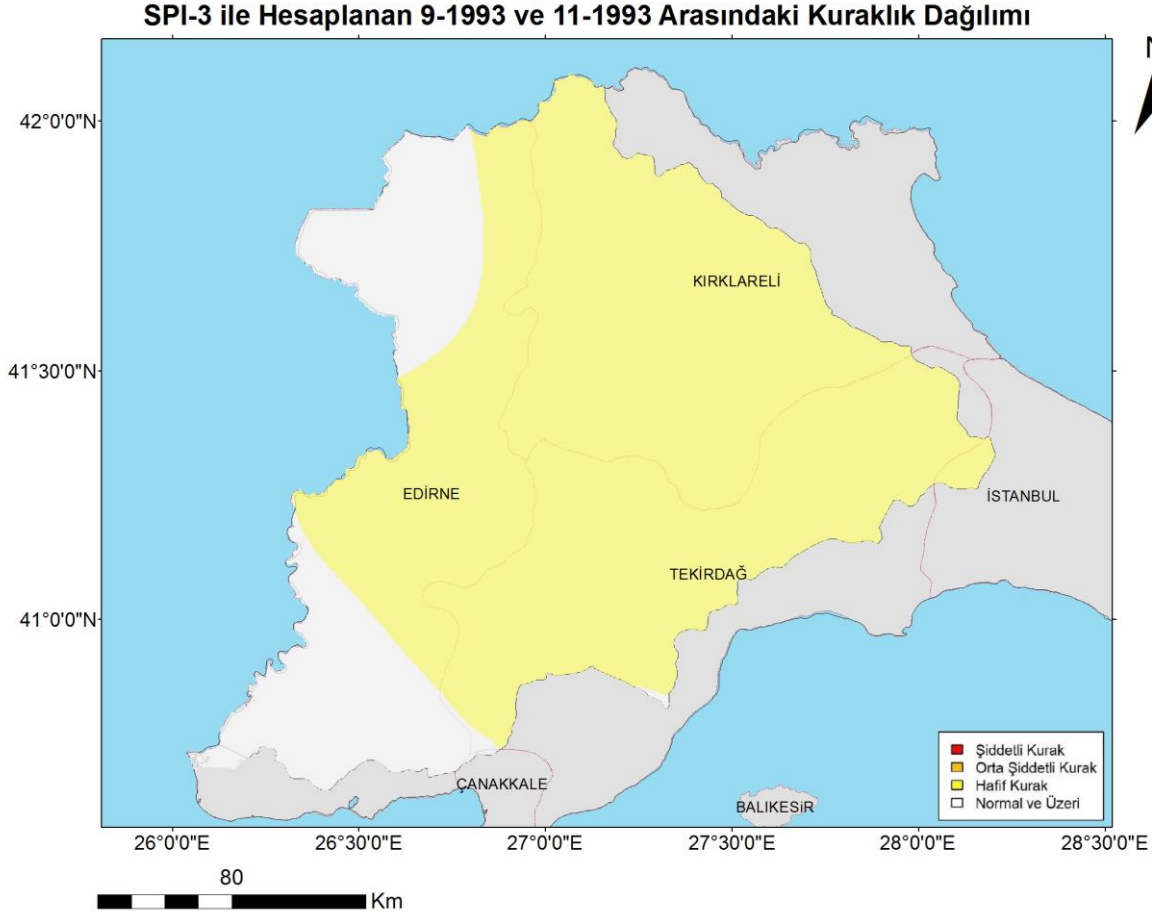 SPI-3 ile Hesaplanan 9-1993 ve 11-1993 Arasındaki Kuraklık Dağılımı
N
42°0'0"N
KIRKLARELİ
41°30'0"N
EDİRNE
İSTANBUL
TEKİRDAĞ
41°0'0"N
Şiddetli Kurak
Orta Şiddetli Kurak
Hafif Kurak
Normal ve Üzeri
ÇANAKKALE
BALIKESİR
26°0'0"E
26°30'0"E
27°0'0"E
27°30'0"E
28°0'0"E
28°30'0"E
80
Km